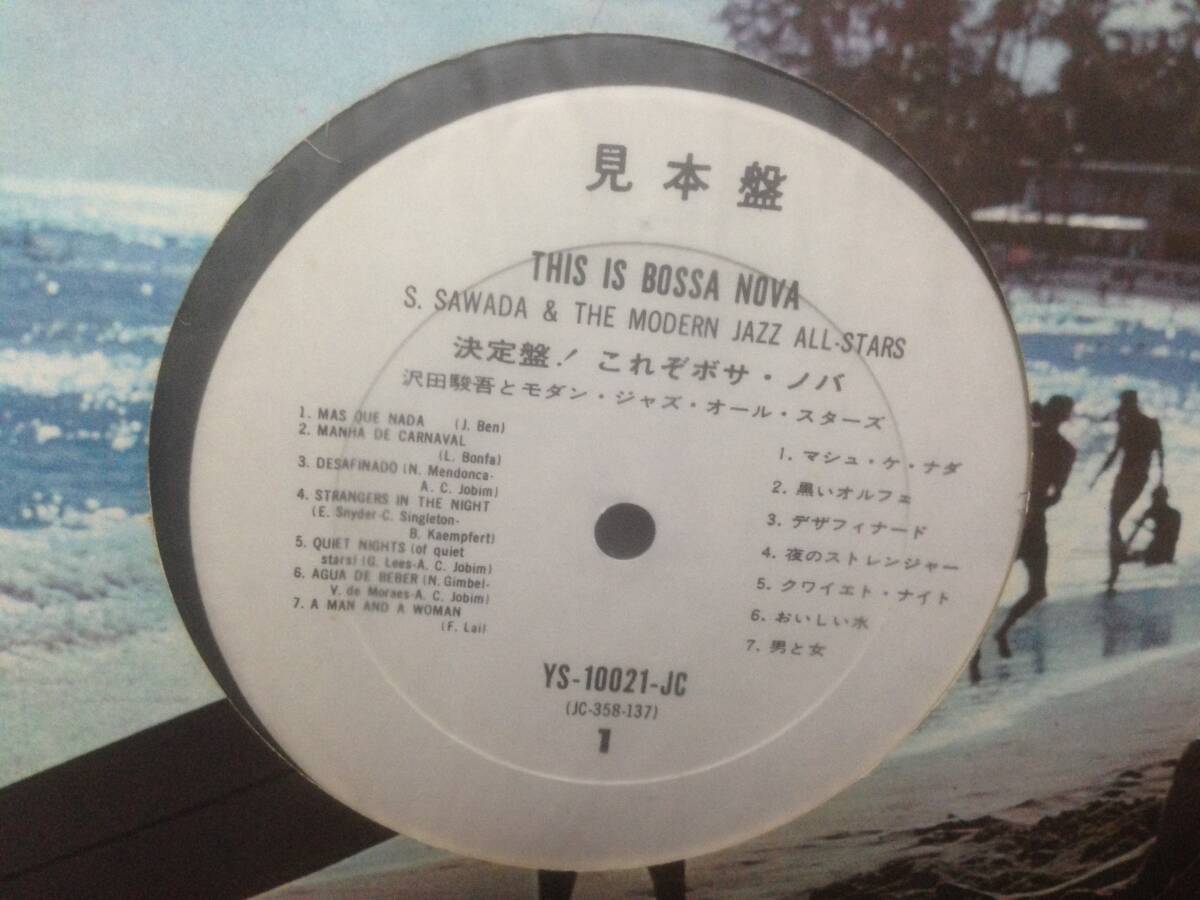 見本盤
THIS IS BOSSA NOVA
S. SAWADA & THE MODERN JAZZ ALL-STARS
決定盤! これぞボサ・ノバ
沢田駿吾とモダン・ジャズ・オール・スターズ
1. MAS QUE NADA (J. Ben)
2. MANHA DE CARNAVAL
(L. Bonfa)
3. DESAFINADO (N. Mendonca-
A. C. Jobim)
4. STRANGERS IN THE NIGHT
(E. Snyder-C. Singleton-
B. Kaempfert)
5. QUIET NIGHTS (of quiet
stars) (G. Lees-A. C. Jobim)
6. AGUA DE BEBER (N. Gimbel-
V. de Moraes-A. C. Jobim)
7. A MAN AND A WOMAN
(F. Lai)
1. マシュ・ケ・ナダ
2. 黒いオルフェ
3. デザフィナード
4. 夜のストレンジャー
5. クワイエト・ナイト
6. おいしい水
7. 男と女
YS-10021-JC
(JC-358-137)
1